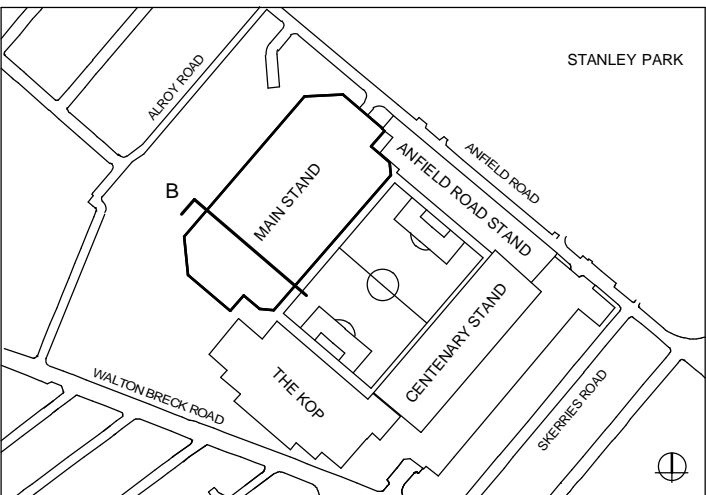 STANLEY PARK
ALROY ROAD
ANFIELD ROAD
ANFIELD ROAD STAND
MAIN STAND
B
CENTENARY STAND
THE KOP
WALTON BRECK ROAD
SKERRIES ROAD